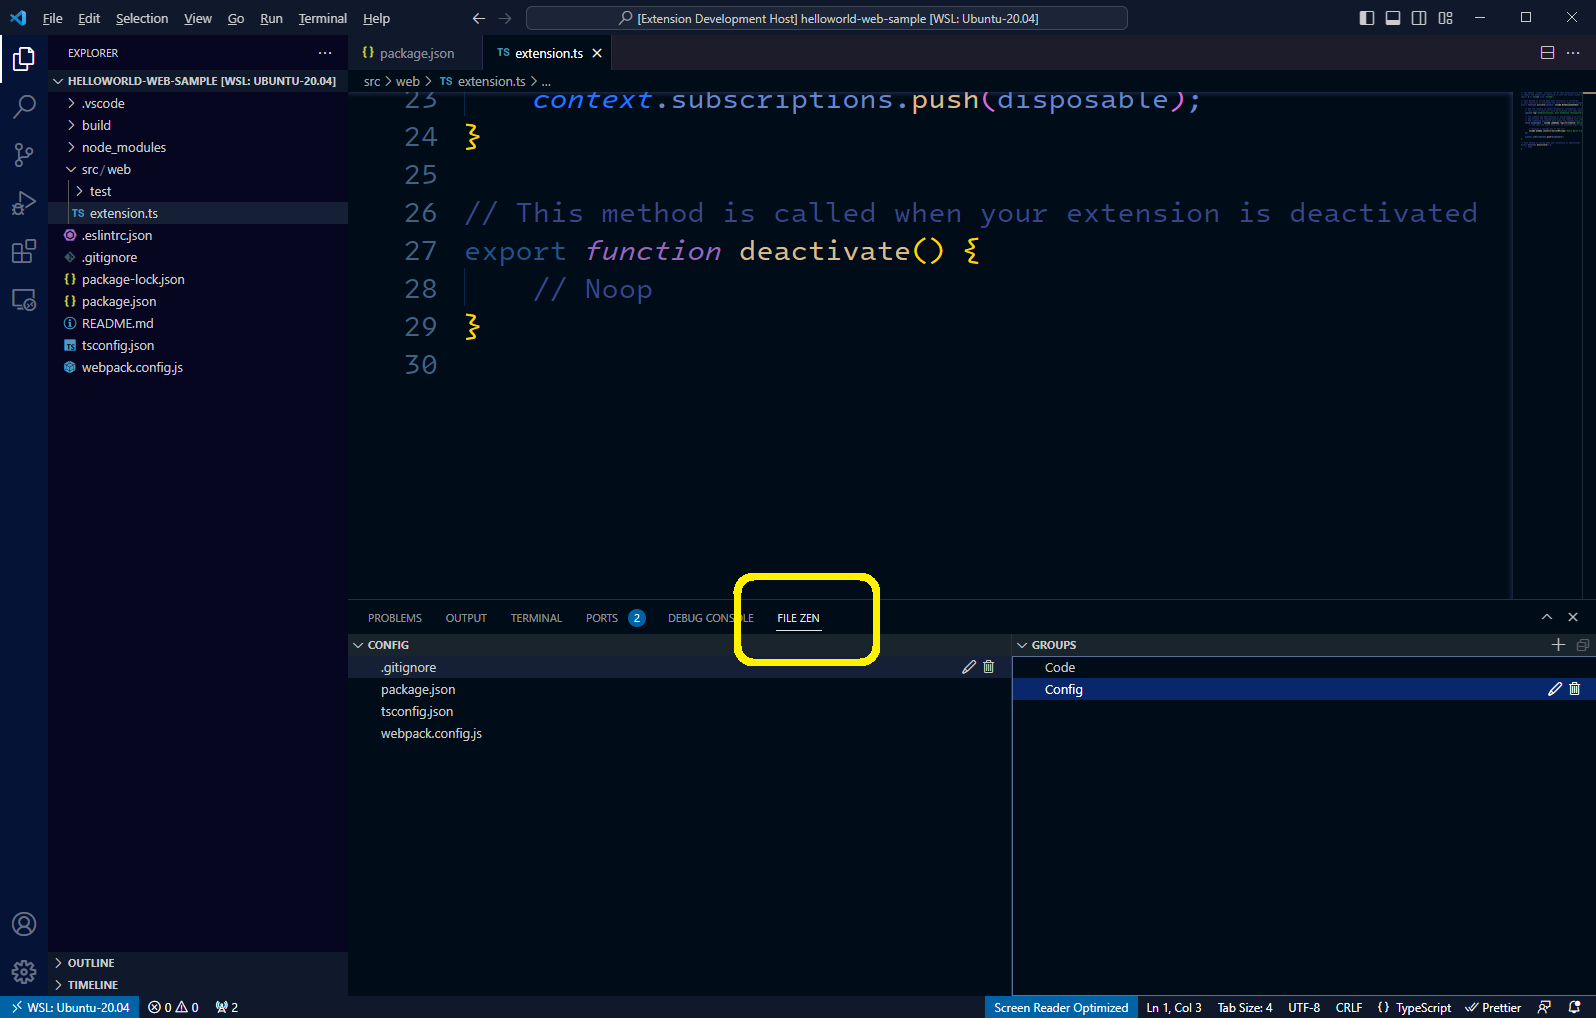 File Edit Selection View Go Run Terminal Help
[Extension Development Host] helloworld-web-sample [WSL: Ubuntu-20.04]
EXPLORER
HELLOWORLD-WEB-SAMPLE [WSL: UBUNTU-20.04]
.vscode
build
node_modules
src/web
test
TS extension.ts
.eslintrc.json
.gitignore
{} package-lock.json
{} package.json
README.md
TS tsconfig.json
webpack.config.js
OUTLINE
TIMELINE
{} package.json
TS extension.ts
src > web > TS extension.ts > ...
23 context.subscriptions.push(disposable);
24 }
25
26 // This method is called when your extension is deactivated
27 export function deactivate() {
28 // Noop
29 }
30
PROBLEMS OUTPUT TERMINAL PORTS 2 DEBUG CONSOLE FILE ZEN
CONFIG
.gitignore
package.json
tsconfig.json
webpack.config.js
GROUPS
Code
Config
WSL: Ubuntu-20.04 0 0 2 Screen Reader Optimized Ln 1, Col 3 Tab Size: 4 UTF-8 CRLF {} TypeScript Prettier